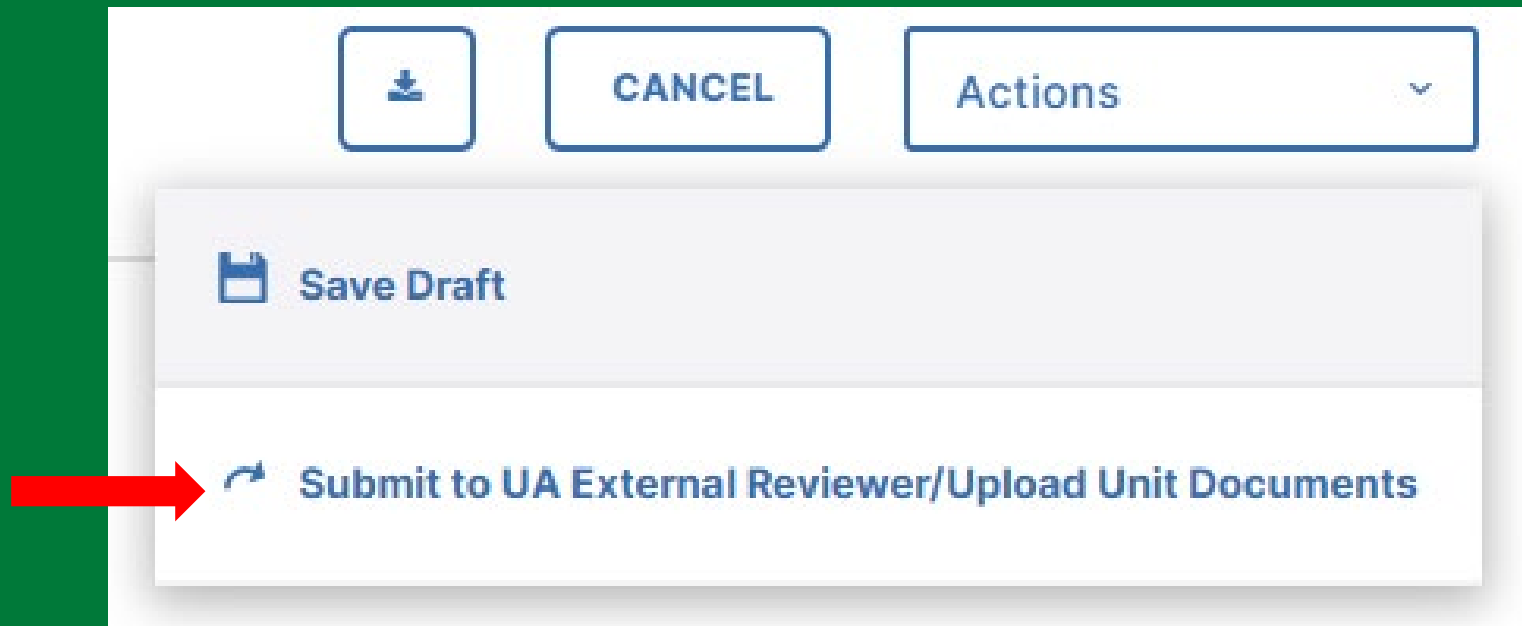 CANCEL
Actions
Save Draft
Submit to UA External Reviewer/Upload Unit Documents